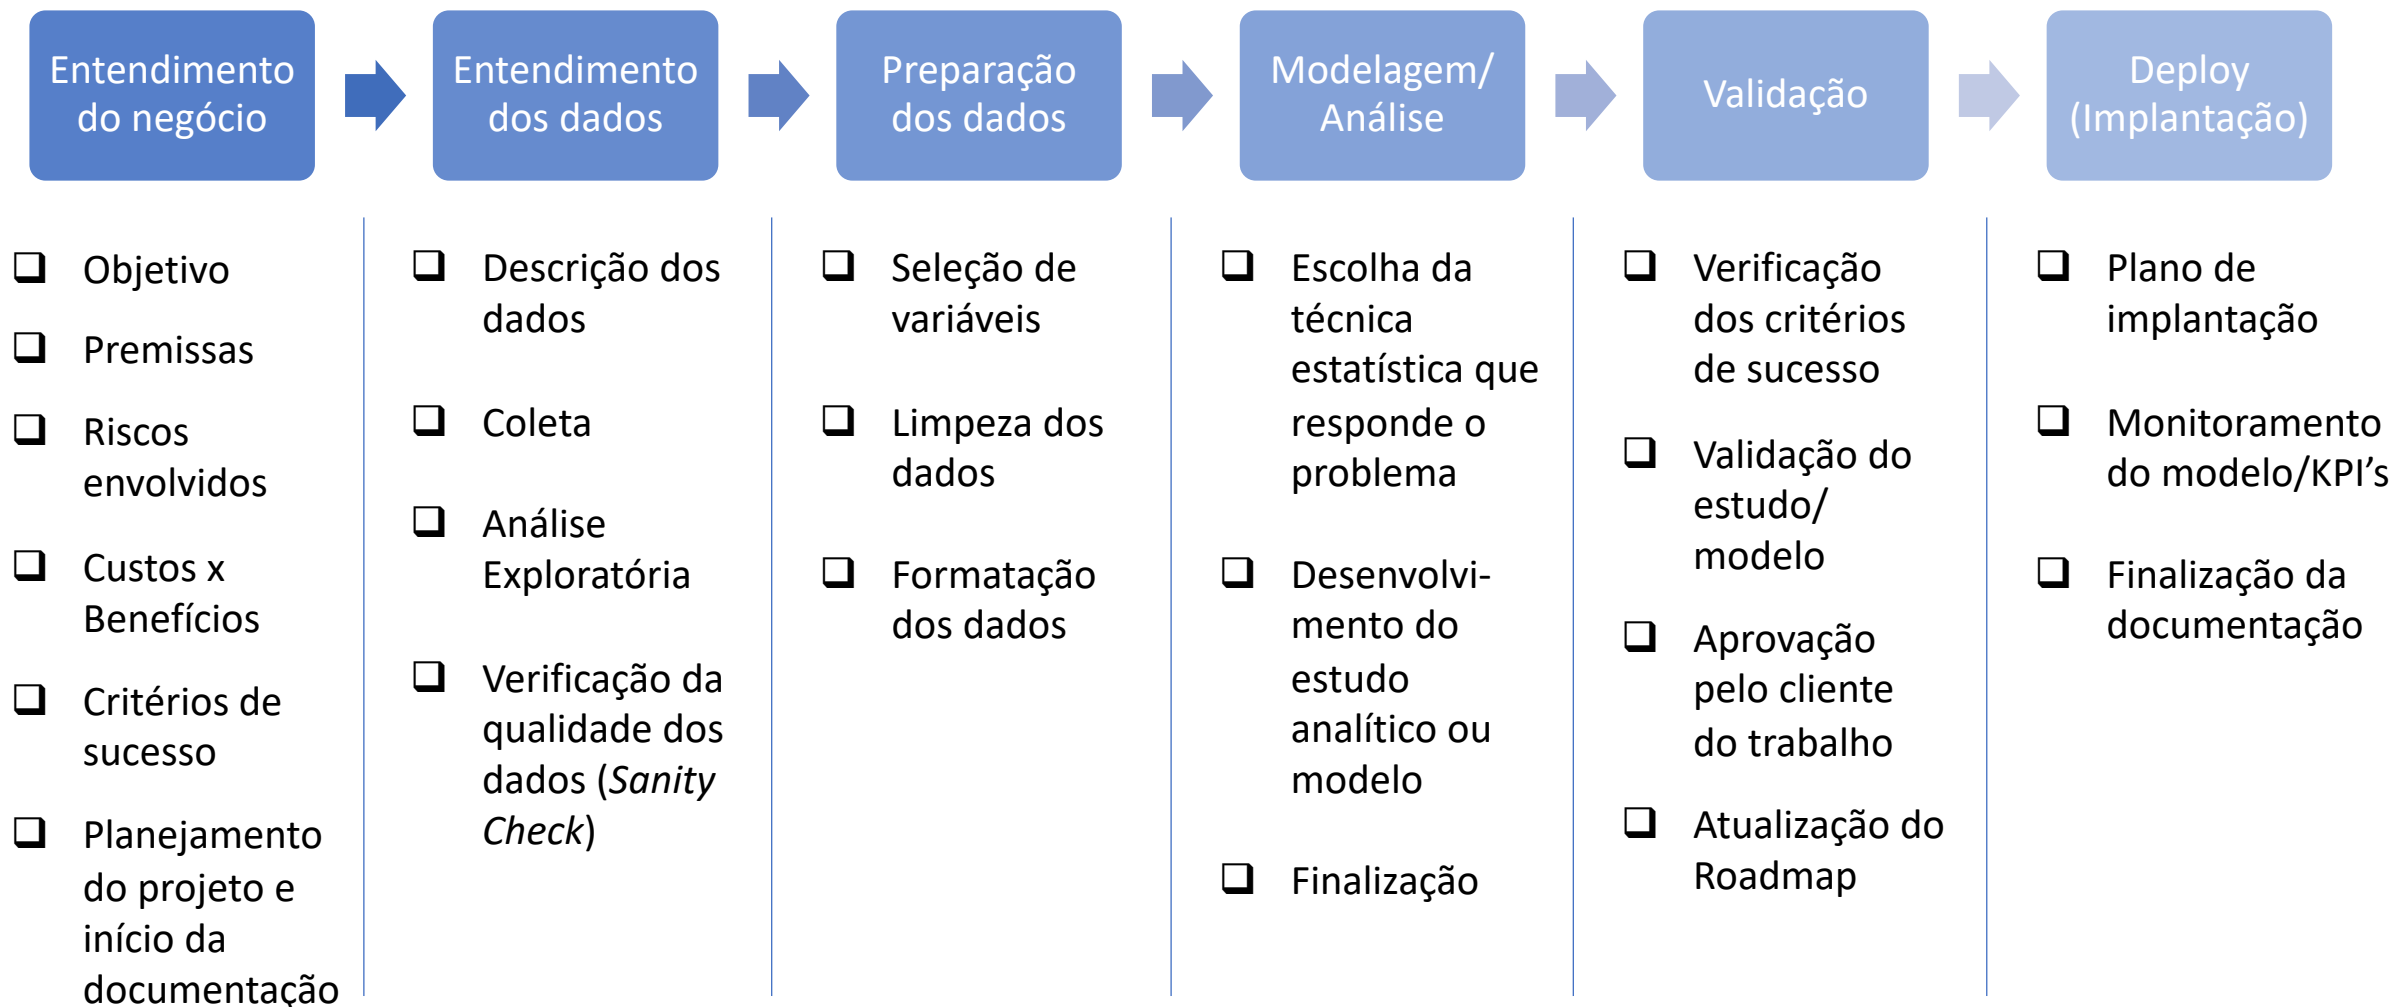 Entendimento
do negócio
Entendimento
dos dados
Preparação
dos dados
Modelagem/
Análise
Validação
Deploy
(Implantação)
Objetivo
Premissas
Riscos
envolvidos
Custos x
Benefícios
Critérios de
sucesso
Planejamento
do projeto e
início da
documentação
Descrição dos
dados
Coleta
Análise
Exploratória
Verificação da
qualidade dos
dados (Sanity
Check)
Seleção de
variáveis
Limpeza dos
dados
Formatação
dos dados
Escolha da
técnica
estatística que
responde o
problema
Desenvolvi-
mento do
estudo
analítico ou
modelo
Finalização
Verificação
dos critérios
de sucesso
Validação do
estudo/
modelo
Aprovação
pelo cliente
do trabalho
Atualização do
Roadmap
Plano de
implantação
Monitoramento
do modelo/KPI’s
Finalização da
documentação